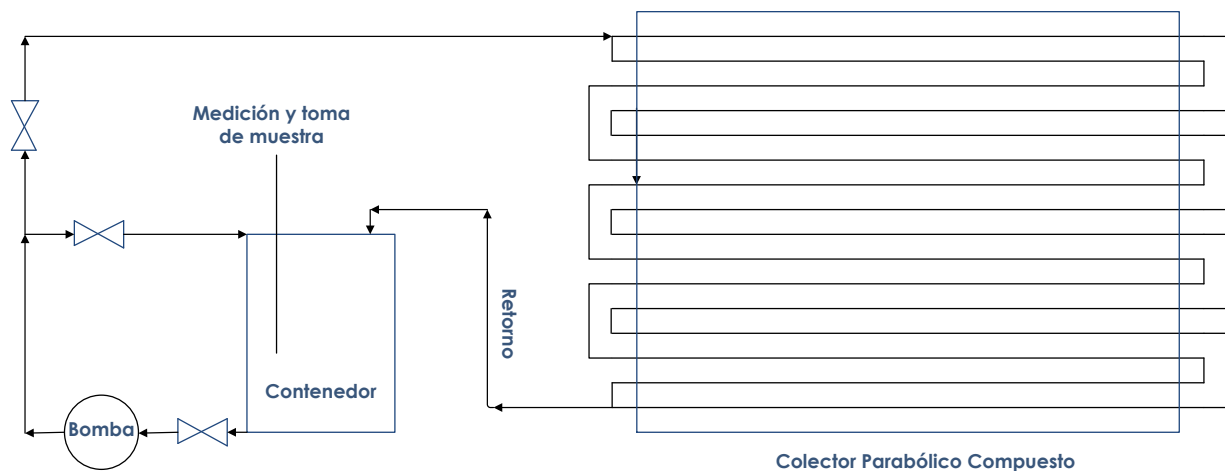 Medición y toma
de muestra
Retorno
Contenedor
Bomba
Colector Parabólico Compuesto